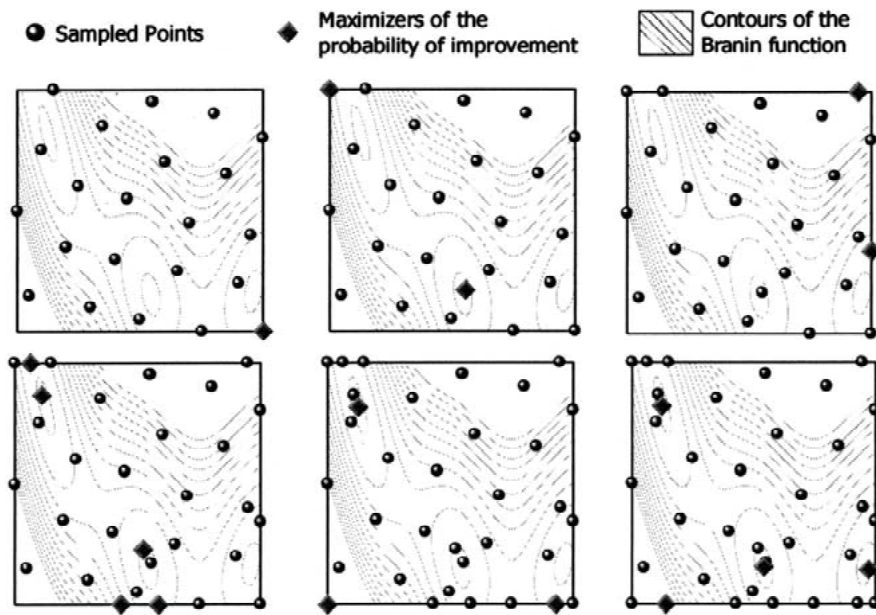 Sampled Points
Maximizers of the
probability of improvement
Contours of the
Branin function